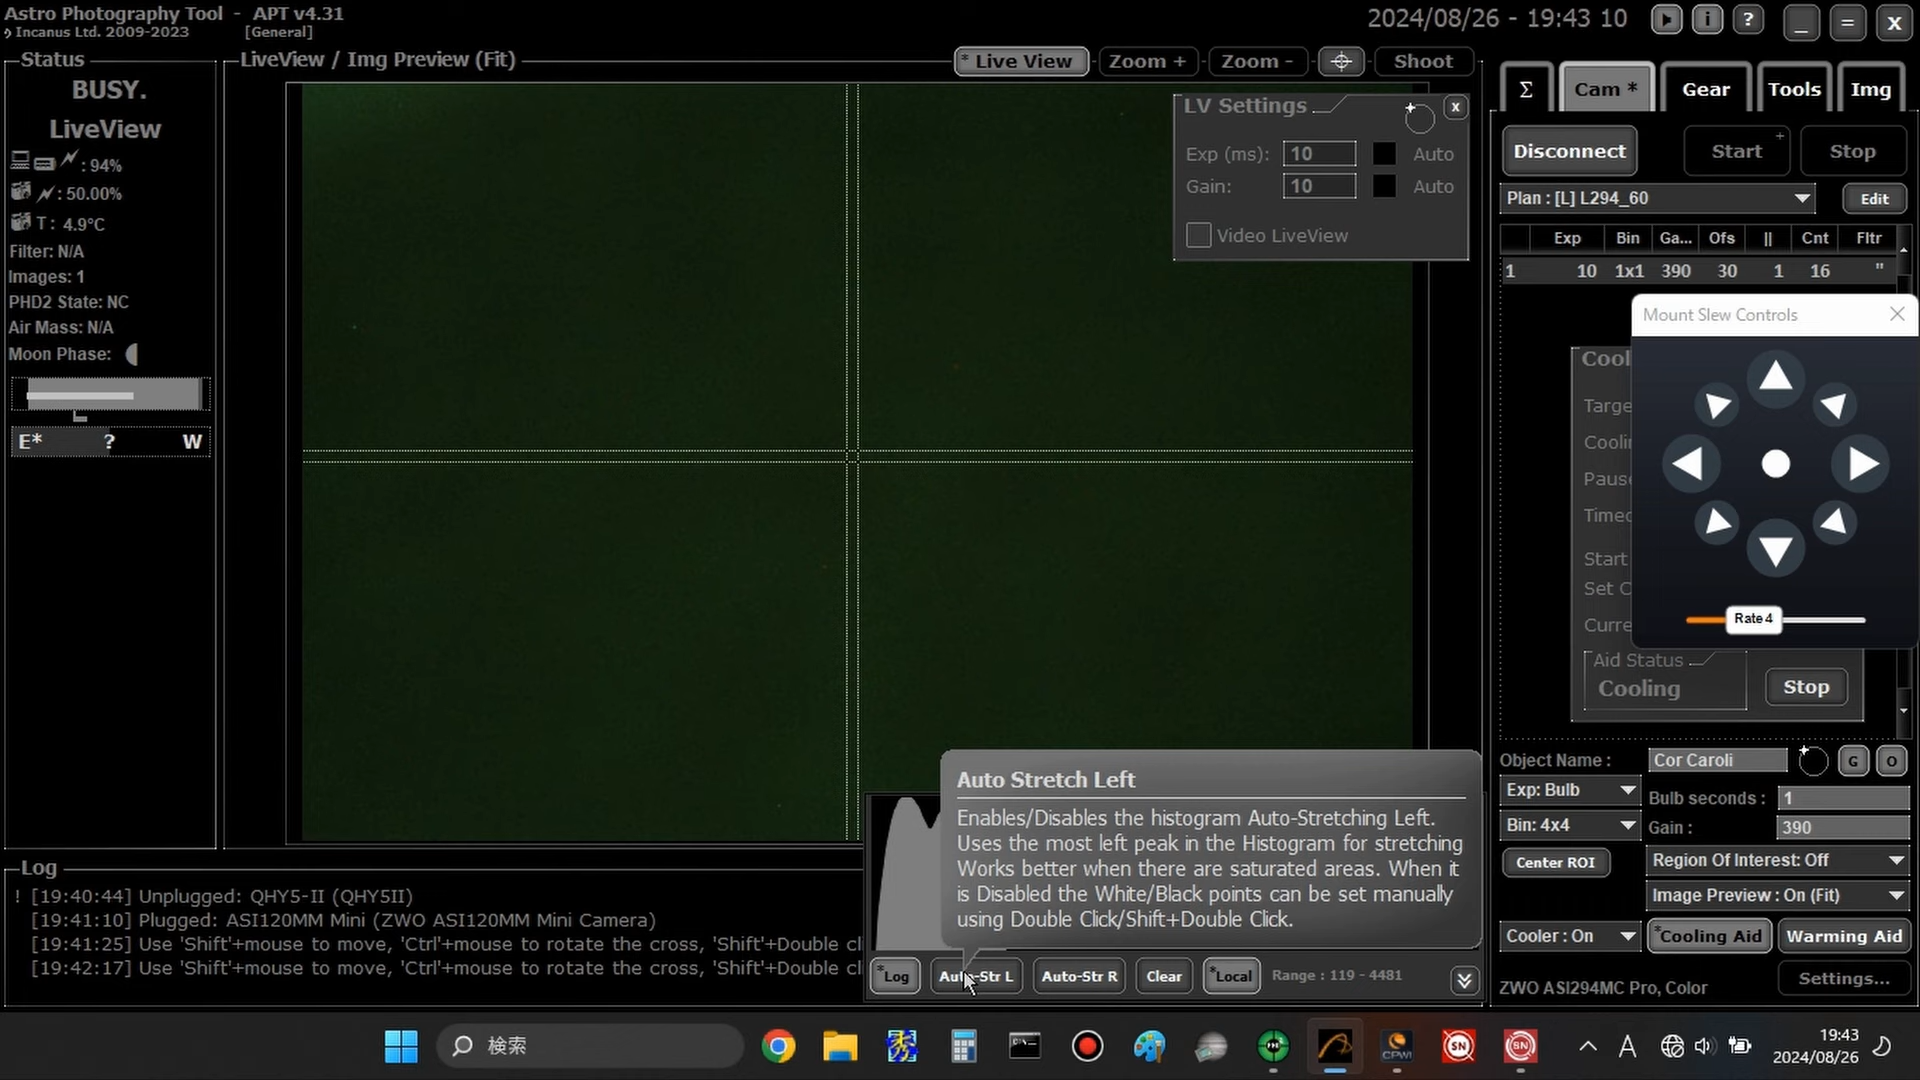 Astro Photography Tool - APT v4.31
© Incanus Ltd. 2009-2023 [General]
2024/08/26 - 19:43 10
i ? _ = X
Status
BUSY.
LiveView
: 94%
: 50.00%
T : 4.9°C
Filter: N/A
Images: 1
PHD2 State: NC
Air Mass: N/A
Moon Phase:
E* ? W
LiveView / Img Preview (Fit)
* Live View Zoom + Zoom - Shoot
LV Settings x
Exp (ms): 10 Auto
Gain: 10 Auto
Video LiveView
Σ Cam * Gear Tools Img
Disconnect Start + Stop
Plan : [L] L294_60 Edit
Exp Bin Ga... Ofs || Cnt Fltr
1 10 1x1 390 30 1 16 "
Mount Slew Controls
Rate 4
Aid Status
Cooling Stop
Object Name : Cor Caroli G O
Exp: Bulb Bulb seconds : 1
Bin: 4x4 Gain : 390
Center ROI Region Of Interest: Off
Image Preview : On (Fit)
Cooler : On *Cooling Aid Warming Aid
ZWO ASI294MC Pro, Color Settings...
Auto Stretch Left
Enables/Disables the histogram Auto-Stretching Left.
Uses the most left peak in the Histogram for stretching
Works better when there are saturated areas. When it
is Disabled the White/Black points can be set manually
using Double Click/Shift+Double Click.
*Log Auto-Str L Auto-Str R Clear *Local Range : 119 - 4481
Log
! [19:40:44] Unplugged: QHY5-II (QHY5II)
[19:41:10] Plugged: ASI120MM Mini (ZWO ASI120MM Mini Camera)
[19:41:25] Use 'Shift'+mouse to move, 'Ctrl'+mouse to rotate the cross, 'Shift'+Double cli
[19:42:17] Use 'Shift'+mouse to move, 'Ctrl'+mouse to rotate the cross, 'Shift'+Double cli
検索
CPWI
SN
SN
A
19:43
2024/08/26